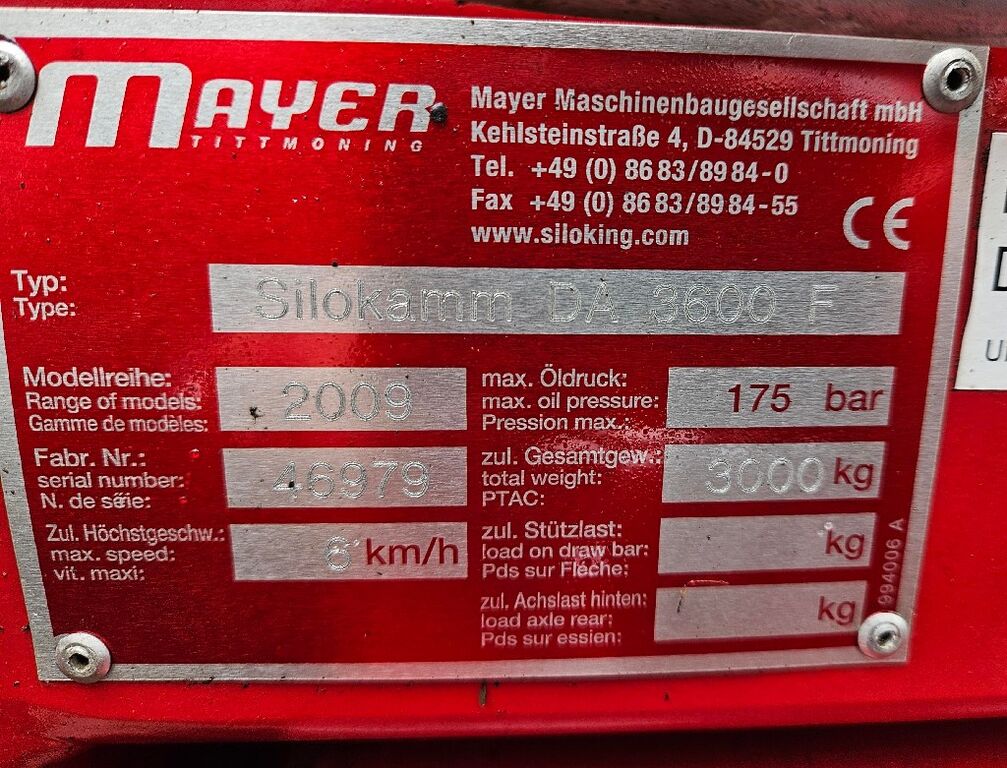 MAYER
TITTMONING
Mayer Maschinenbaugesellschaft mbH
Kehlsteinstraße 4, D-84529 Tittmoning
Tel. +49 (0) 86 83/89 84-0
Fax +49 (0) 86 83/89 84-55
www.siloking.com
CE
Typ:
Type:
Silokamm DA 3600 F
Modellreihe:
Range of models:
Gamme de modèles:
2009
max. Öldruck:
max. oil pressure:
Pression max.:
175 bar
Fabr. Nr.:
serial number:
N. de séie:
46979
zul. Gesamtgew.:
total weight:
PTAC:
3000 kg
Zul. Höchstgeschw.:
max. speed:
vit. maxi:
km/h
zul. Stützlast:
load on draw bar:
Pds sur Fléche:
kg
zul. Achslast hinten:
load axle rear:
Pds sur essien:
kg
994006 A